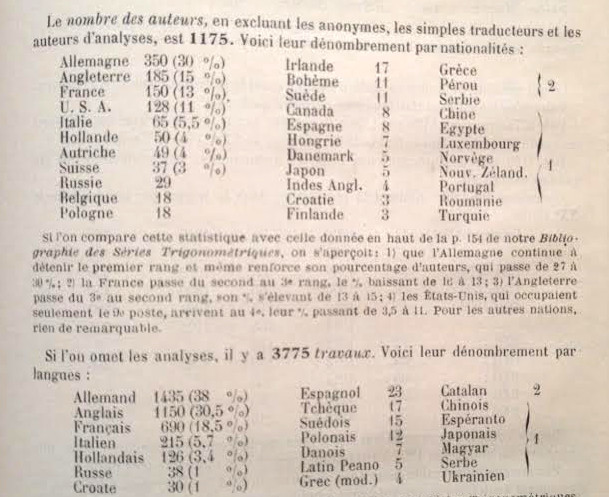 Le nombre des auteurs, en excluant les anonymes, les simples traducteurs et les
auteurs d'analyses, est 1175. Voici leur dénombrement par nationalités :
Allemagne 350 (30 %)
Angleterre 185 (15 %)
France 150 (13 %)
U. S. A. 128 (11 %)
Italie 65 (5,5 %)
Hollande 50 (4 %)
Autriche 49 (4 %)
Suisse 37 (3 %)
Russie 29
Belgique 18
Pologne 18
Irlande 17
Bohème 11
Suède 11
Canada 8
Espagne 8
Hongrie 7
Danemark 5
Japon 5
Indes Angl. 4
Croatie 3
Finlande 3
Grèce
Pérou 2
Serbie
Chine
Egypte
Luxembourg
Norvège 1
Nouv. Zéland.
Portugal
Roumanie
Turquie
Si l'on compare cette statistique avec celle donnée en haut de la p. 154 de notre Biblio-
graphie des Séries Trigonométriques, on s'aperçoit: 1) que l'Allemagne continue à
détenir le premier rang et même renforce son pourcentage d'auteurs, qui passe de 27 à
30 %; 2) la France passe du second au 3e rang, le % baissant de 16 à 13; 3) l'Angleterre
passe du 3e au second rang, son % s'élevant de 13 à 15; 4) les États-Unis, qui occupaient
seulement le 9e poste, arrivent au 4e, leur % passant de 3,5 à 11. Pour les autres nations,
rien de remarquable.
Si l'on omet les analyses, il y a 3775 travaux. Voici leur dénombrement par
langues :
Allemand 1435 (38 %)
Anglais 1150 (30,5 %)
Français 690 (18,5 %)
Italien 215 (5,7 %)
Hollandais 126 (3,4 %)
Russe 38 (1 %)
Croate 30 (1 %)
Espagnol 23
Tchèque 17
Suédois 15
Polonais 12
Danois 7
Latin Peano 5
Grec (mod.) 4
Catalan 2
Chinois
Espéranto
Japonais 1
Magyar
Serbe
Ukrainien